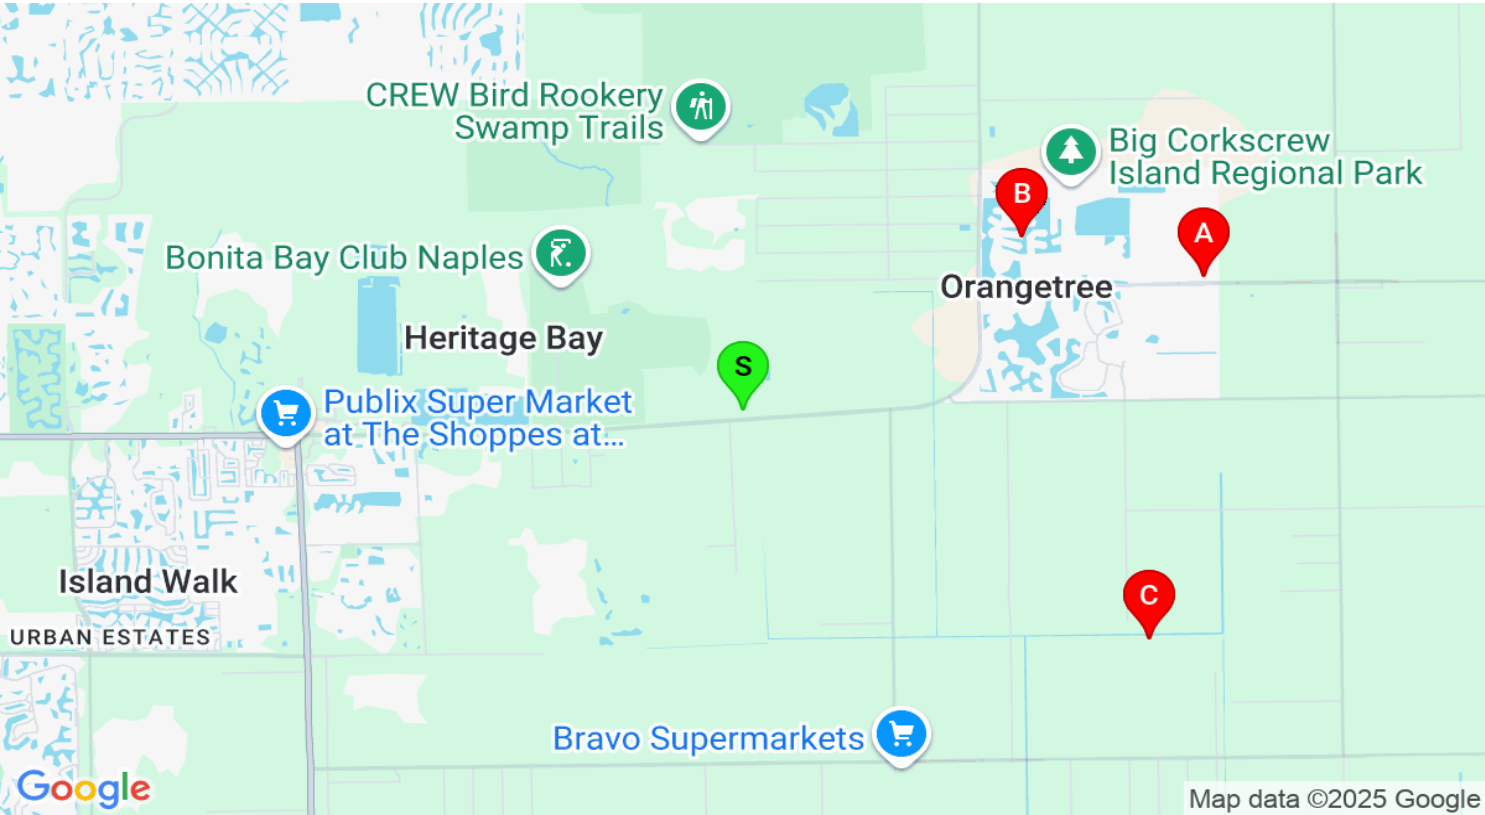 CREW Bird Rookery
Swamp Trails
Big Corkscrew
Island Regional Park
B
A
Bonita Bay Club Naples
Orangetree
Heritage Bay
S
Publix Super Market
at The Shoppes at...
Island Walk
C
URBAN ESTATES
Bravo Supermarkets
Google
Map data ©2025 Google